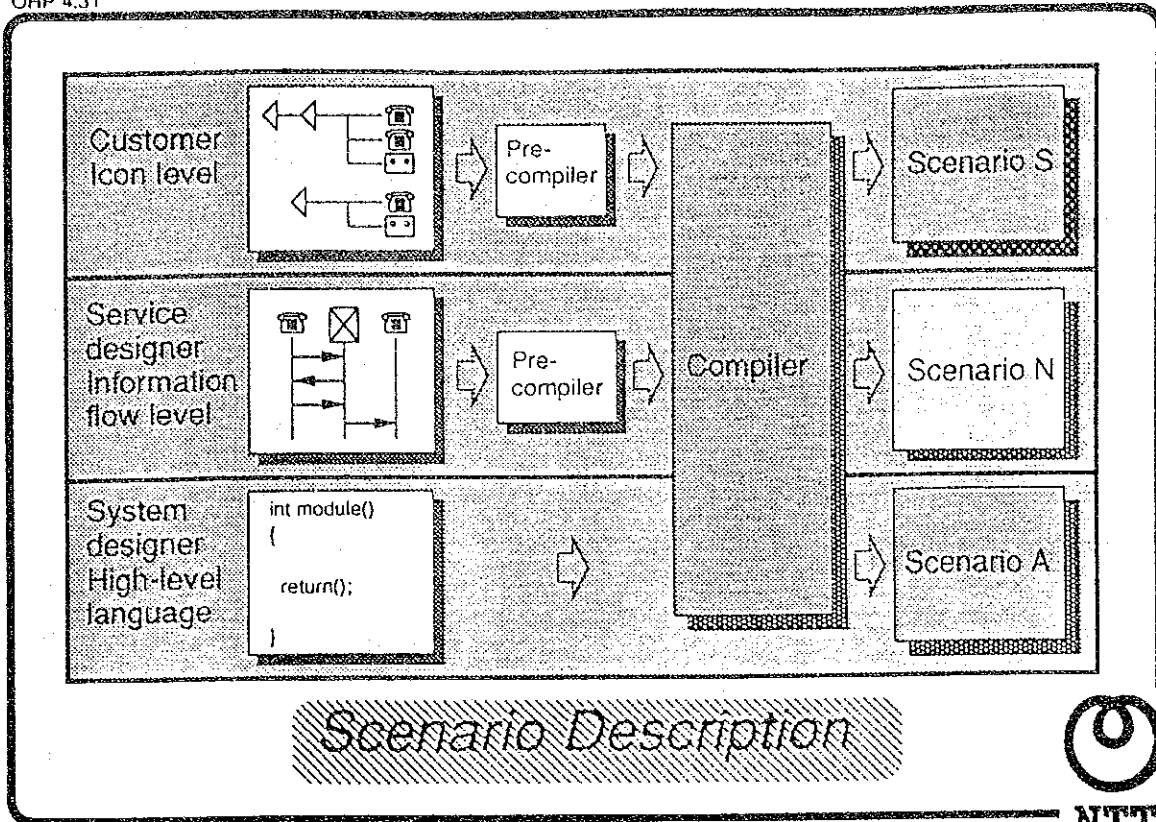 OHP 4.31
Customer
Icon level
Pre-
compiler
Scenario S
Service
designer
Information
flow level
Pre-
compiler
Compiler
Scenario N
System
designer
High-level
language
int module()
{
return();
}
Scenario A
Scenario Description
NTT